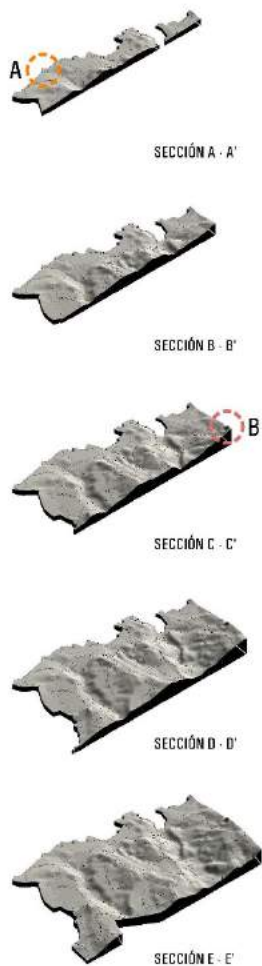 A
SECCIÓN A - A'
SECCIÓN B - B'
B
SECCIÓN C - C'
SECCIÓN D - D'
SECCIÓN E - E'